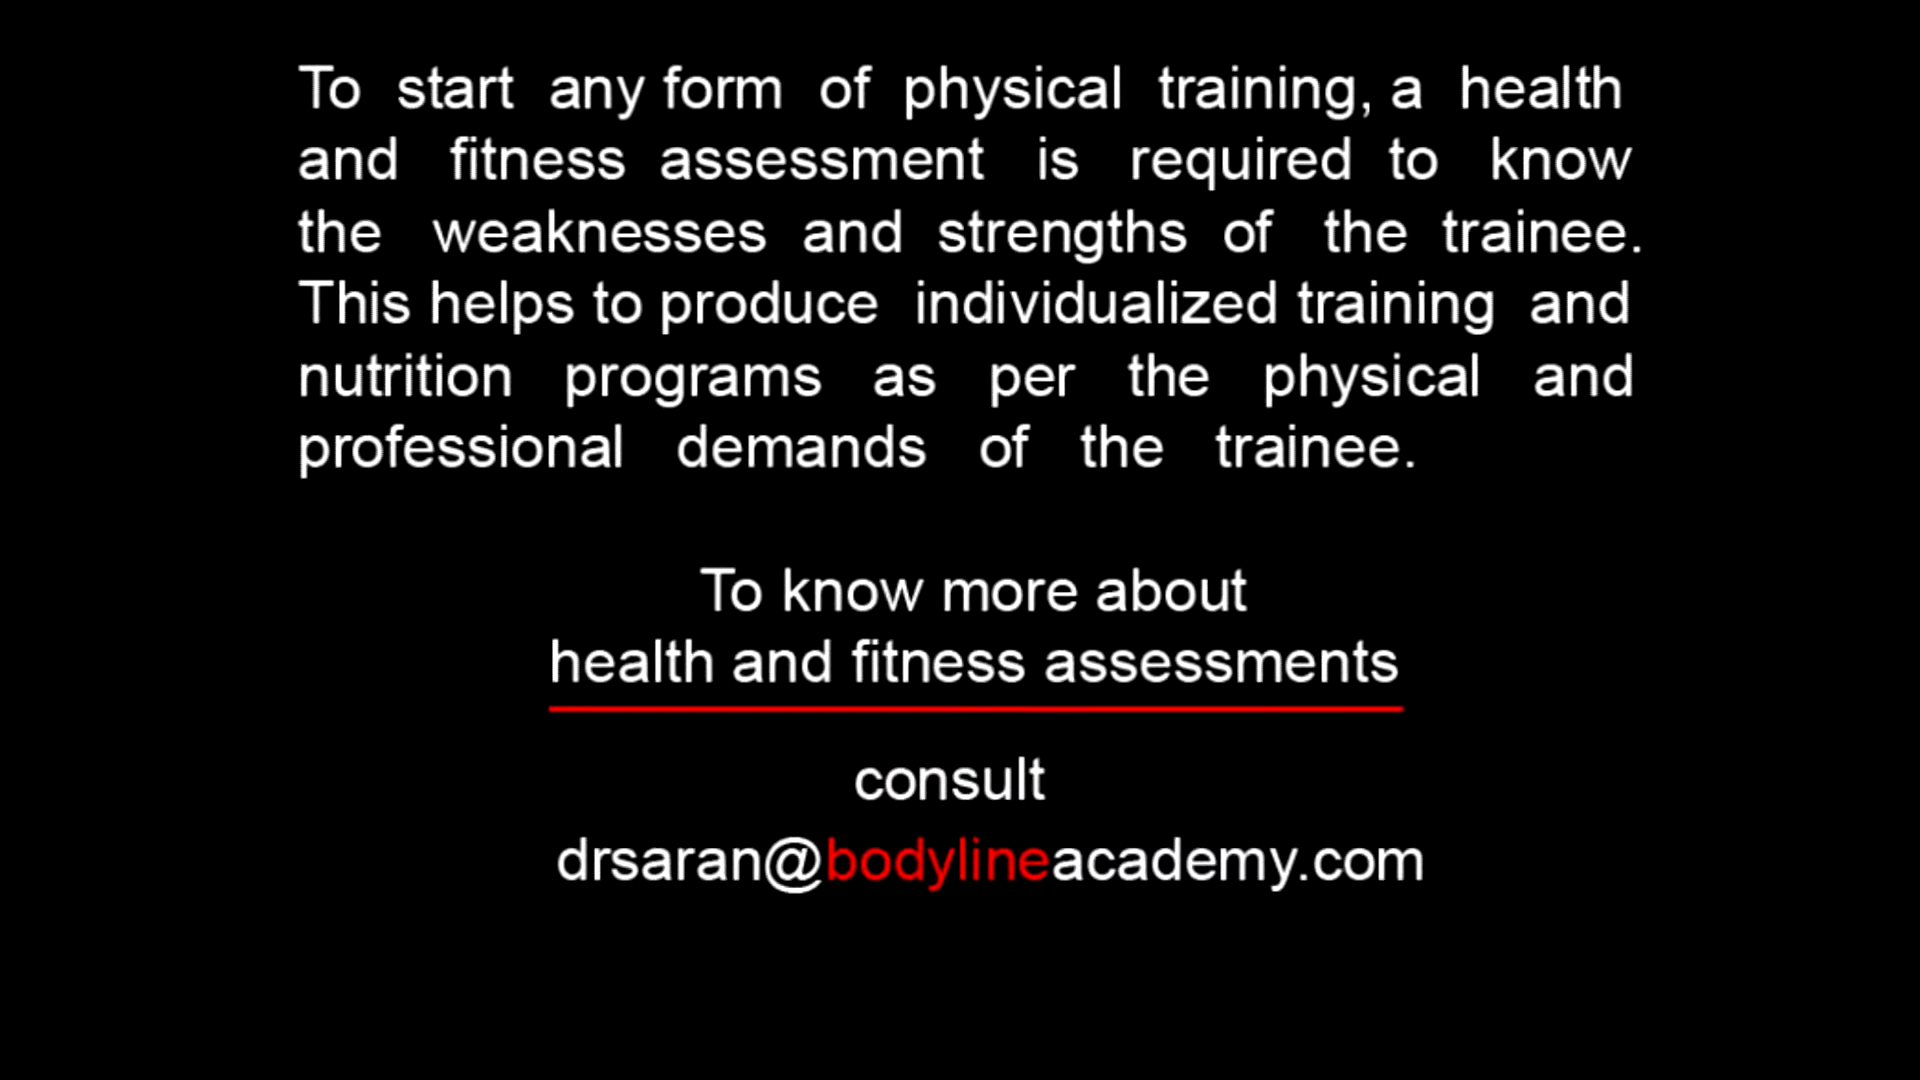 To start any form of physical training, a health
and fitness assessment is required to know
the weaknesses and strengths of the trainee.
This helps to produce individualized training and
nutrition programs as per the physical and
professional demands of the trainee.
To know more about
health and fitness assessments
consult
drsaran@bodylineacademy.com